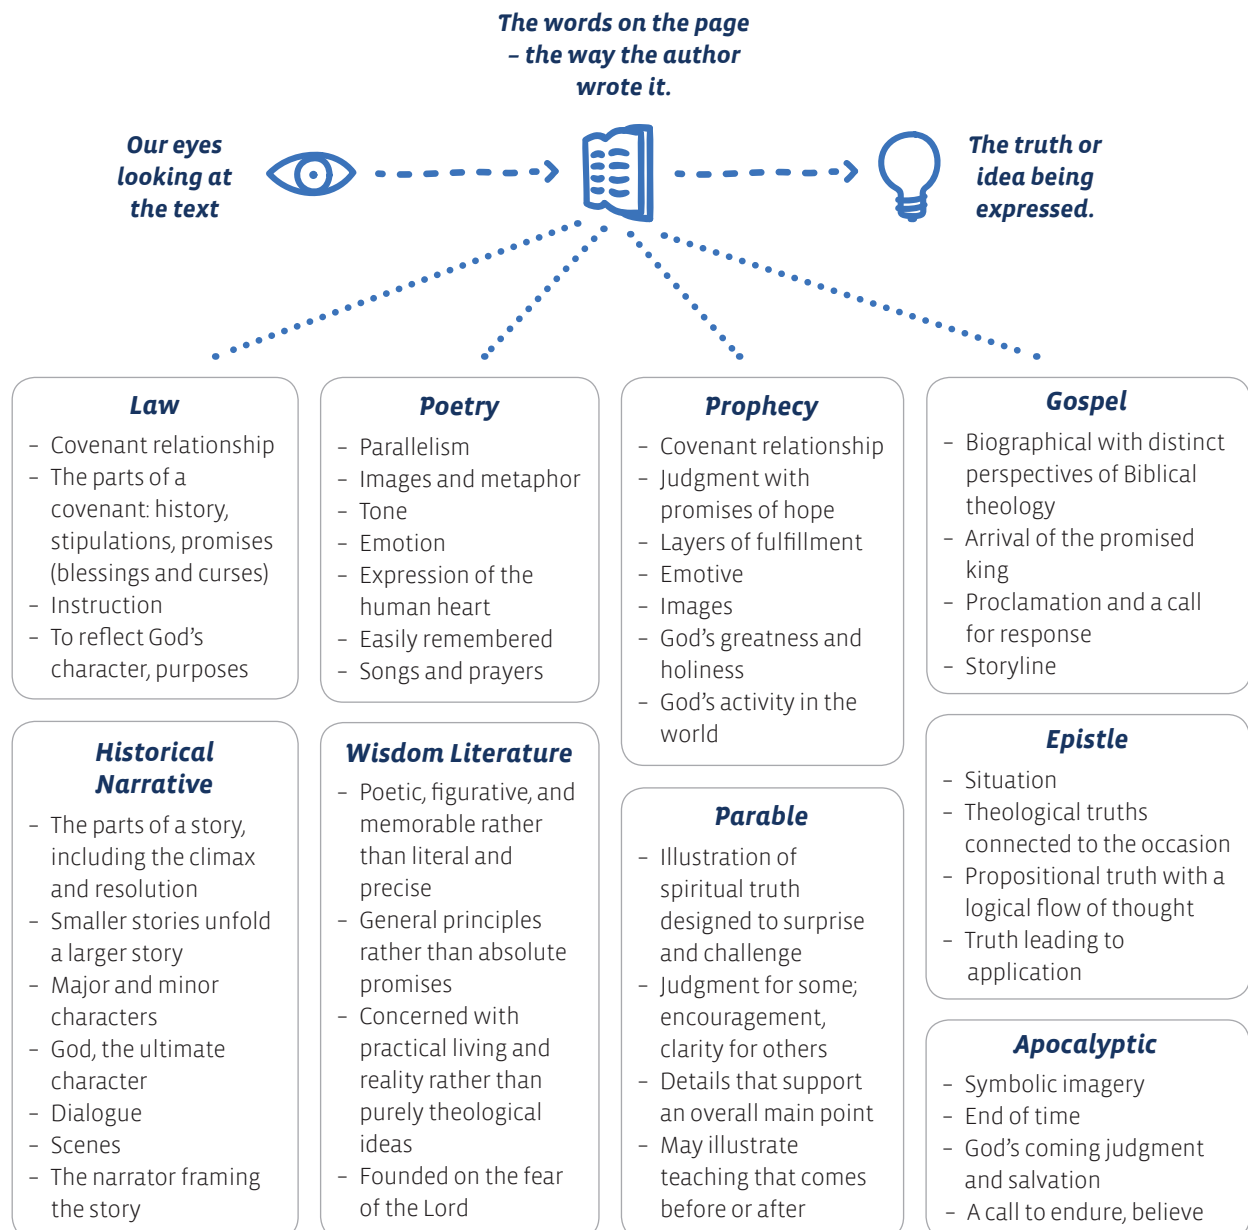 The words on the page
– the way the author
wrote it.
Our eyes
looking at
the text
The truth or
idea being
expressed.
Law
– Covenant relationship
– The parts of a
covenant: history,
stipulations, promises
(blessings and curses)
– Instruction
– To reflect God’s
character, purposes
Historical
Narrative
– The parts of a story,
including the climax
and resolution
– Smaller stories unfold
a larger story
– Major and minor
characters
– God, the ultimate
character
– Dialogue
– Scenes
– The narrator framing
the story
Poetry
– Parallelism
– Images and metaphor
– Tone
– Emotion
– Expression of the
human heart
– Easily remembered
– Songs and prayers
Wisdom Literature
– Poetic, figurative, and
memorable rather
than literal and
precise
– General principles
rather than absolute
promises
– Concerned with
practical living and
reality rather than
purely theological
ideas
– Founded on the fear
of the Lord
Prophecy
– Covenant relationship
– Judgment with
promises of hope
– Layers of fulfillment
– Emotive
– Images
– God’s greatness and
holiness
– God’s activity in the
world
Parable
– Illustration of
spiritual truth
designed to surprise
and challenge
– Judgment for some;
encouragement,
clarity for others
– Details that support
an overall main point
– May illustrate
teaching that comes
before or after
Gospel
– Biographical with distinct
perspectives of Biblical
theology
– Arrival of the promised
king
– Proclamation and a call
for response
– Storyline
Epistle
– Situation
– Theological truths
connected to the occasion
– Propositional truth with a
logical flow of thought
– Truth leading to
application
Apocalyptic
– Symbolic imagery
– End of time
– God’s coming judgment
and salvation
– A call to endure, believe